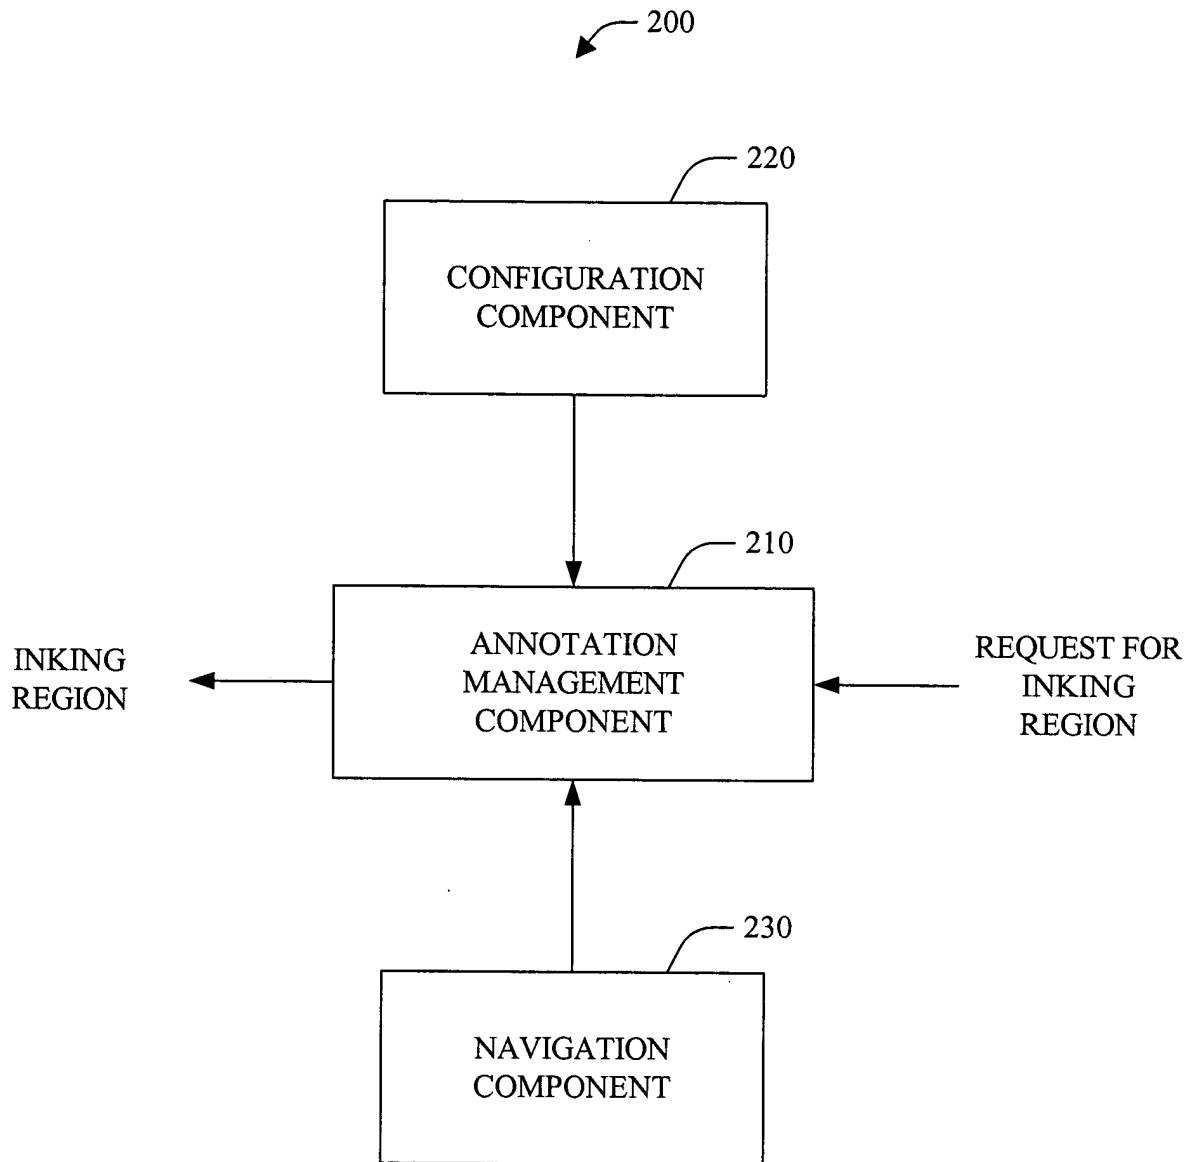 200
220
CONFIGURATION
COMPONENT
210
ANNOTATION
MANAGEMENT
COMPONENT
INKING
REGION
REQUEST FOR
INKING
REGION
230
NAVIGATION
COMPONENT